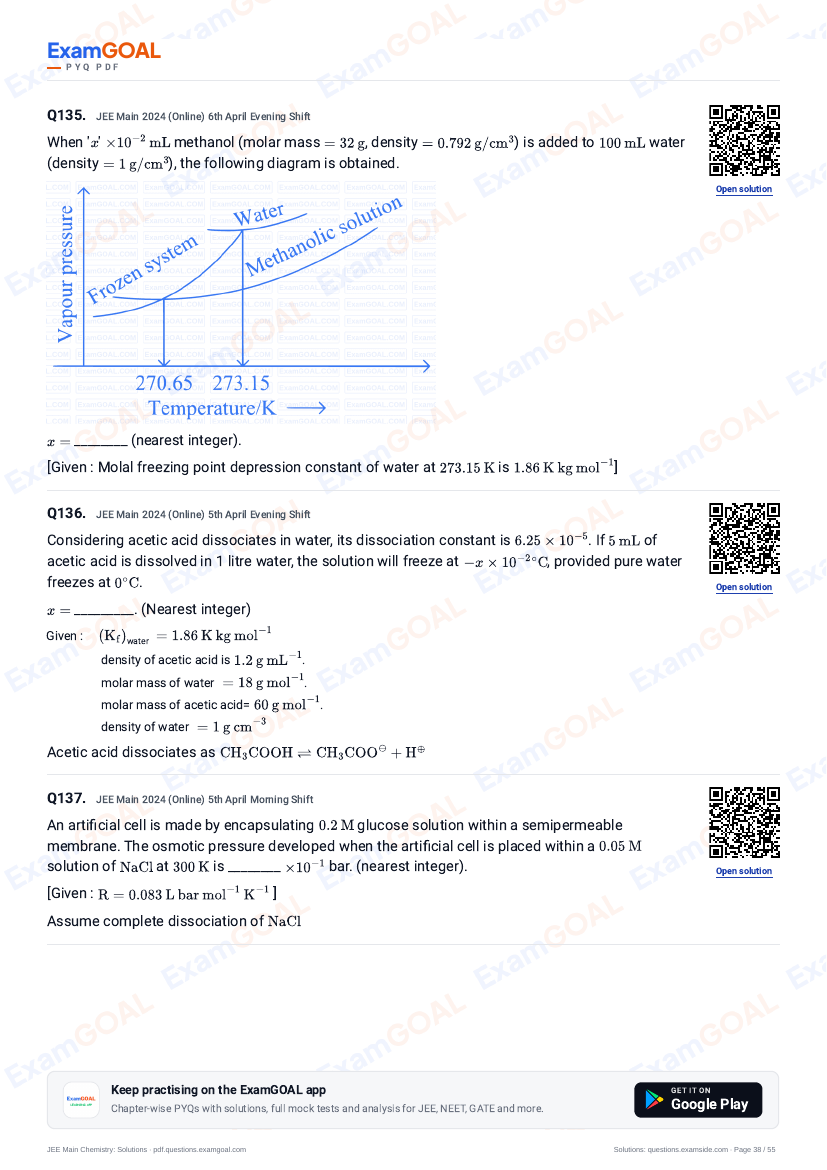 ExamGOAL
PYQ PDF
Q135. JEE Main 2024 (Online) 6th April Evening Shift
When 'x' ×10⁻² mL methanol (molar mass = 32 g, density = 0.792 g/cm³) is added to 100 mL water
(density = 1 g/cm³), the following diagram is obtained.
Open solution
Vapour pressure
Frozen system
Water
Methanolic solution
270.65 273.15
Temperature/K
x = ________ (nearest integer).
[Given : Molal freezing point depression constant of water at 273.15 K is 1.86 K kg mol⁻¹]
Q136. JEE Main 2024 (Online) 5th April Evening Shift
Considering acetic acid dissociates in water, its dissociation constant is 6.25 × 10⁻⁵. If 5 mL of
acetic acid is dissolved in 1 litre water, the solution will freeze at −x × 10⁻²°C, provided pure water
freezes at 0°C.
Open solution
x = _________. (Nearest integer)
Given : (K_f)_water = 1.86 K kg mol⁻¹
density of acetic acid is 1.2 g mL⁻¹.
molar mass of water = 18 g mol⁻¹.
molar mass of acetic acid= 60 g mol⁻¹.
density of water = 1 g cm⁻³
Acetic acid dissociates as CH₃COOH ⇌ CH₃COO⊖ + H⊕
Q137. JEE Main 2024 (Online) 5th April Morning Shift
An artificial cell is made by encapsulating 0.2 M glucose solution within a semipermeable
membrane. The osmotic pressure developed when the artificial cell is placed within a 0.05 M
solution of NaCl at 300 K is ________ ×10⁻¹ bar. (nearest integer).
Open solution
[Given : R = 0.083 L bar mol⁻¹ K⁻¹ ]
Assume complete dissociation of NaCl
ExamGOAL
Keep practising on the ExamGOAL app
Chapter-wise PYQs with solutions, full mock tests and analysis for JEE, NEET, GATE and more.
GET IT ON
Google Play
JEE Main Chemistry: Solutions · pdf.questions.examgoal.com
Solutions: questions.examside.com · Page 38 / 55